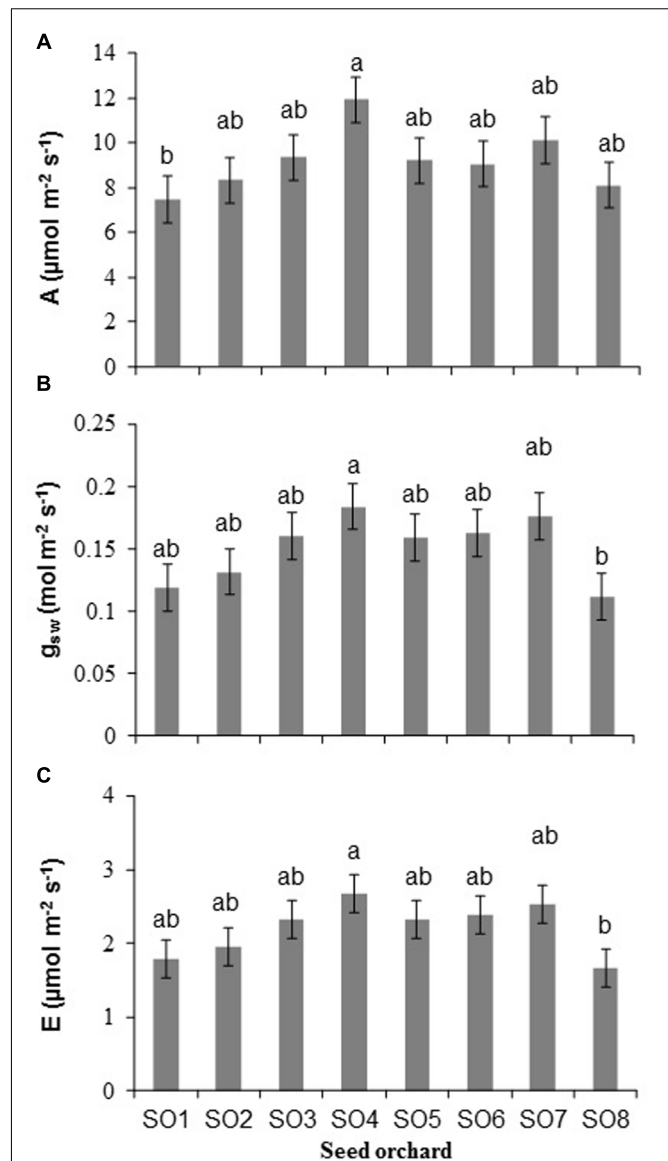 A
A (µmol m⁻² s⁻¹)
14
12
10
8
6
4
2
0
b ab ab a ab ab ab ab
B
g_sw (mol m⁻² s⁻¹)
0.25
0.2
0.15
0.1
0.05
0
ab ab ab a ab ab ab b
C
E (µmol m⁻² s⁻¹)
4
3
2
1
0
ab ab ab a ab ab ab b
SO1 SO2 SO3 SO4 SO5 SO6 SO7 SO8
Seed orchard